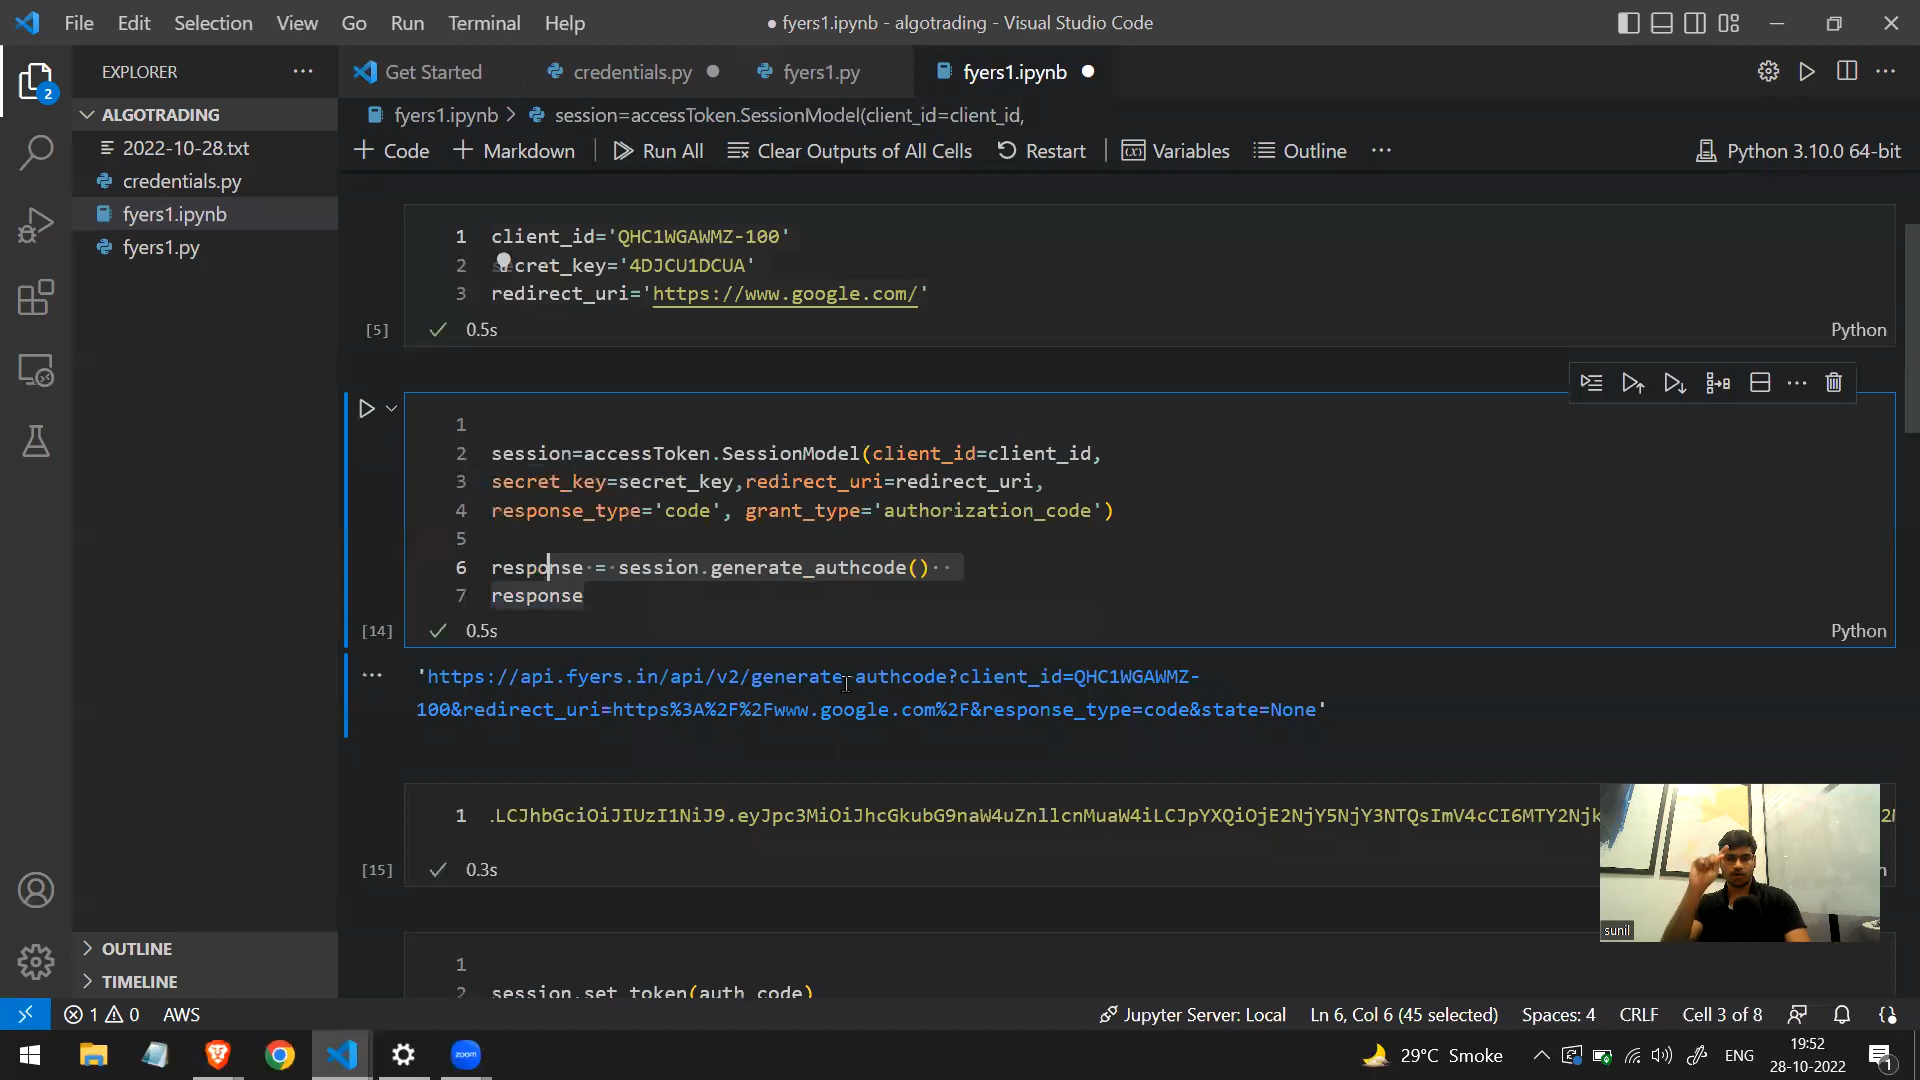 File Edit Selection View Go Run Terminal Help
● fyers1.ipynb - algotrading - Visual Studio Code
EXPLORER
Get Started
credentials.py
fyers1.py
fyers1.ipynb
2
ALGOTRADING
fyers1.ipynb > session=accessToken.SessionModel(client_id=client_id,
2022-10-28.txt
credentials.py
fyers1.ipynb
fyers1.py
Code Markdown Run All Clear Outputs of All Cells Restart Variables Outline ···
Python 3.10.0 64-bit
1 client_id='QHC1WGAWMZ-100'
2 secret_key='4DJCU1DCUA'
3 redirect_uri='https://www.google.com/'
[5] 0.5s Python
1
2 session=accessToken.SessionModel(client_id=client_id,
3 secret_key=secret_key,redirect_uri=redirect_uri,
4 response_type='code', grant_type='authorization_code')
5
6 response = session.generate_authcode()
7 response
[14] 0.5s Python
'https://api.fyers.in/api/v2/generate-authcode?client_id=QHC1WGAWMZ-
100&redirect_uri=https%3A%2F%2Fwww.google.com%2F&response_type=code&state=None'
1 .LCJhbGciOiJIUzI1NiJ9.eyJpc3MiOiJhcGkubG9naW4uZnllcnMuaW4iLCJpYXQiOjE2NjY5NjY3NTQsImV4cCI6MTY2Njk
[15] 0.3s
sunil
1
2 session.set_token(auth_code)
OUTLINE
TIMELINE
1 0 AWS
Jupyter Server: Local Ln 6, Col 6 (45 selected) Spaces: 4 CRLF Cell 3 of 8
zoom
29°C Smoke
ENG
19:52
28-10-2022
1